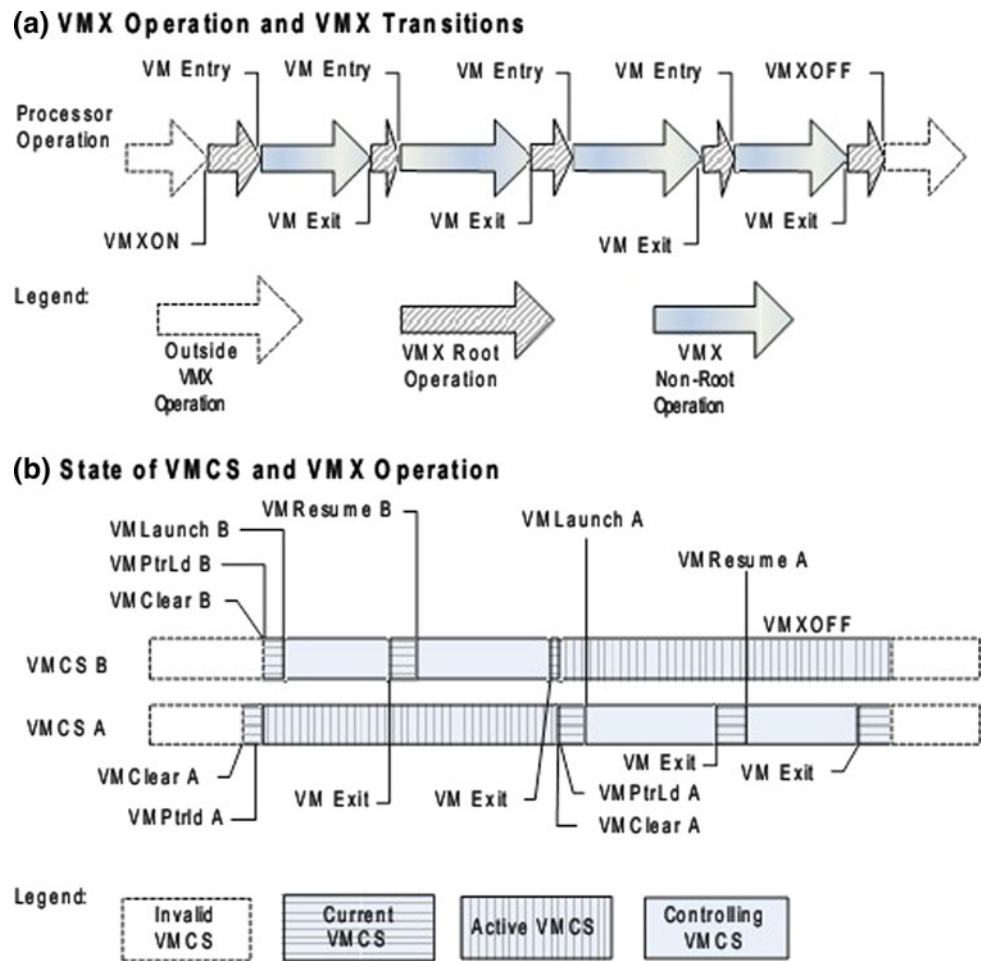 (a) VMX Operation and VMX Transitions
VM Entry VM Entry VM Entry VM Entry VMXOFF
Processor
Operation
VM Exit VM Exit VM Exit VM Exit
VMXON
Legend:
Outside
VMX
Operation
VMX Root
Operation
VMX
Non-Root
Operation
(b) State of VMCS and VMX Operation
VMResume B
VMLaunch A
VMLaunch B
VMPtrLd B
VMResume A
VMClear B
VMXOFF
VMCS B
VMCS A
VMClear A
VMPtrld A
VM Exit
VM Exit
VM Exit
VM Exit
VMPtrLd A
VMClear A
Legend:
Invalid
VMCS
Current
VMCS
Active VMCS
Controlling
VMCS